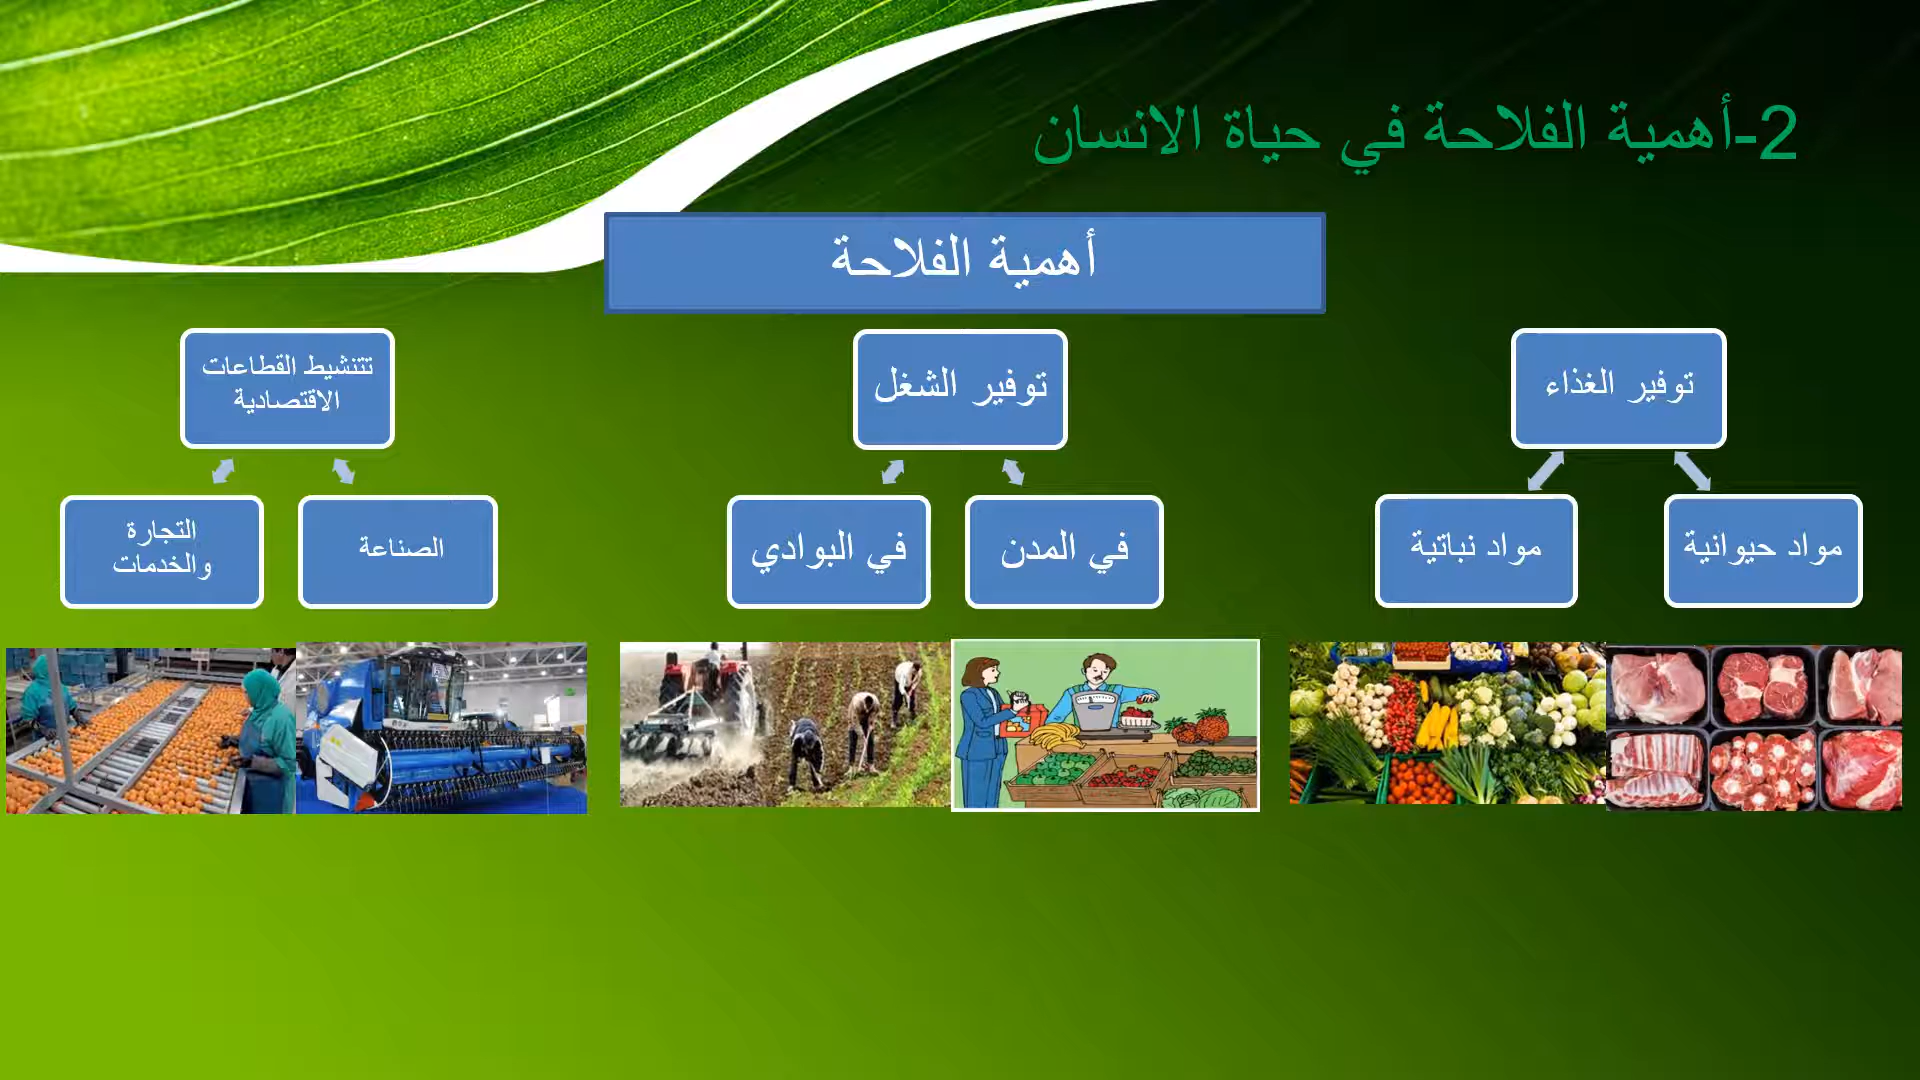 2-أهمية الفلاحة في حياة الانسان
أهمية الفلاحة
توفير الغذاء
توفير الشغل
تتنشيط القطاعات
الاقتصادية
مواد حيوانية
مواد نباتية
في المدن
في البوادي
الصناعة
التجارة
والخدمات